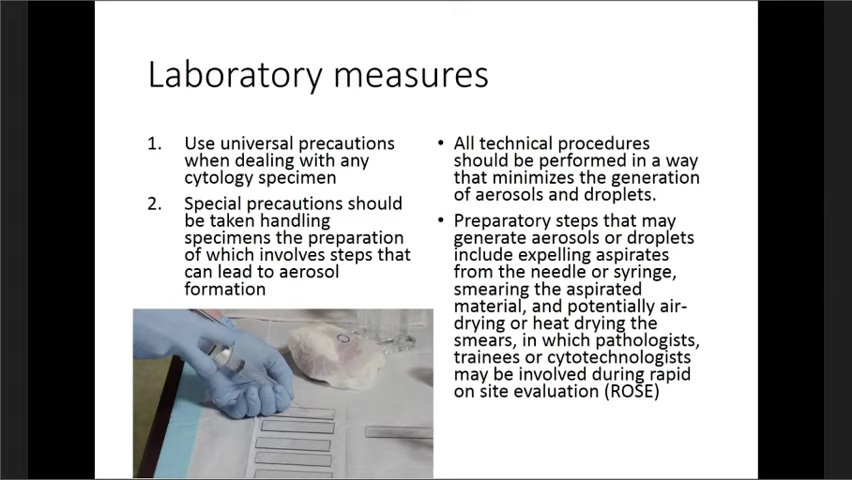 Laboratory measures
1. Use universal precautions
when dealing with any
cytology specimen
2. Special precautions should
be taken handling
specimens the preparation
of which involves steps that
can lead to aerosol
formation
• All technical procedures
should be performed in a way
that minimizes the generation
of aerosols and droplets.
• Preparatory steps that may
generate aerosols or droplets
include expelling aspirates
from the needle or syringe,
smearing the aspirated
material, and potentially air-
drying or heat drying the
smears, in which pathologists,
trainees or cytotechnologists
may be involved during rapid
on site evaluation (ROSE)